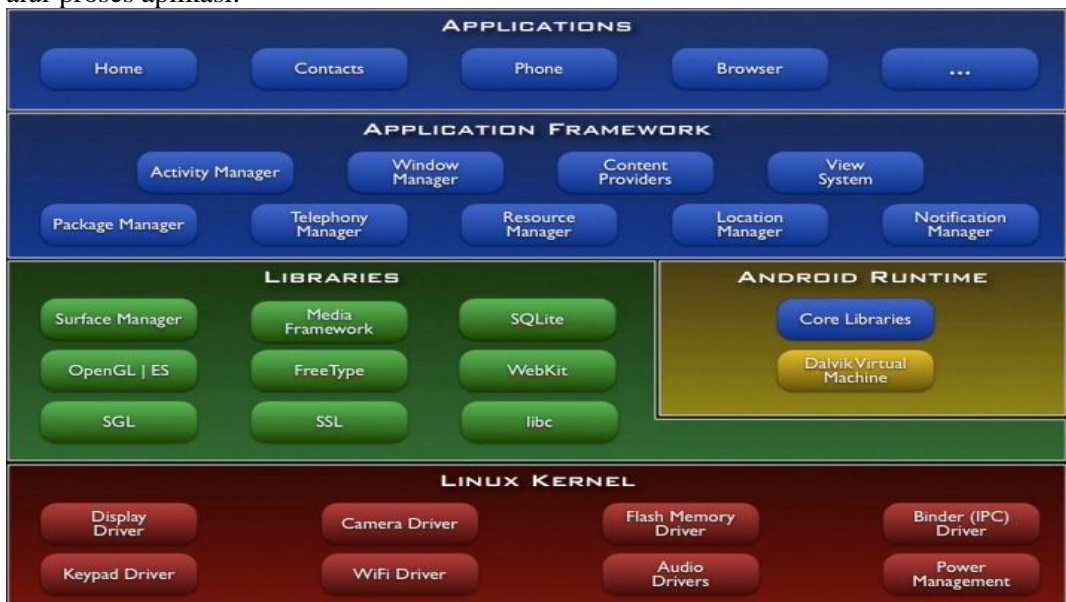 alur proses aplikasi.
APPLICATIONS
Home
Contacts
Phone
Browser
...
APPLICATION FRAMEWORK
Activity Manager
Window
Manager
Content
Providers
View
System
Package Manager
Telephony
Manager
Resource
Manager
Location
Manager
Notification
Manager
LIBRARIES
Surface Manager
Media
Framework
SQLite
OpenGL | ES
FreeType
WebKit
SGL
SSL
libc
ANDROID RUNTIME
Core Libraries
Dalvik Virtual
Machine
LINUX KERNEL
Display
Driver
Camera Driver
Flash Memory
Driver
Binder (IPC)
Driver
Keypad Driver
WiFi Driver
Audio
Drivers
Power
Management